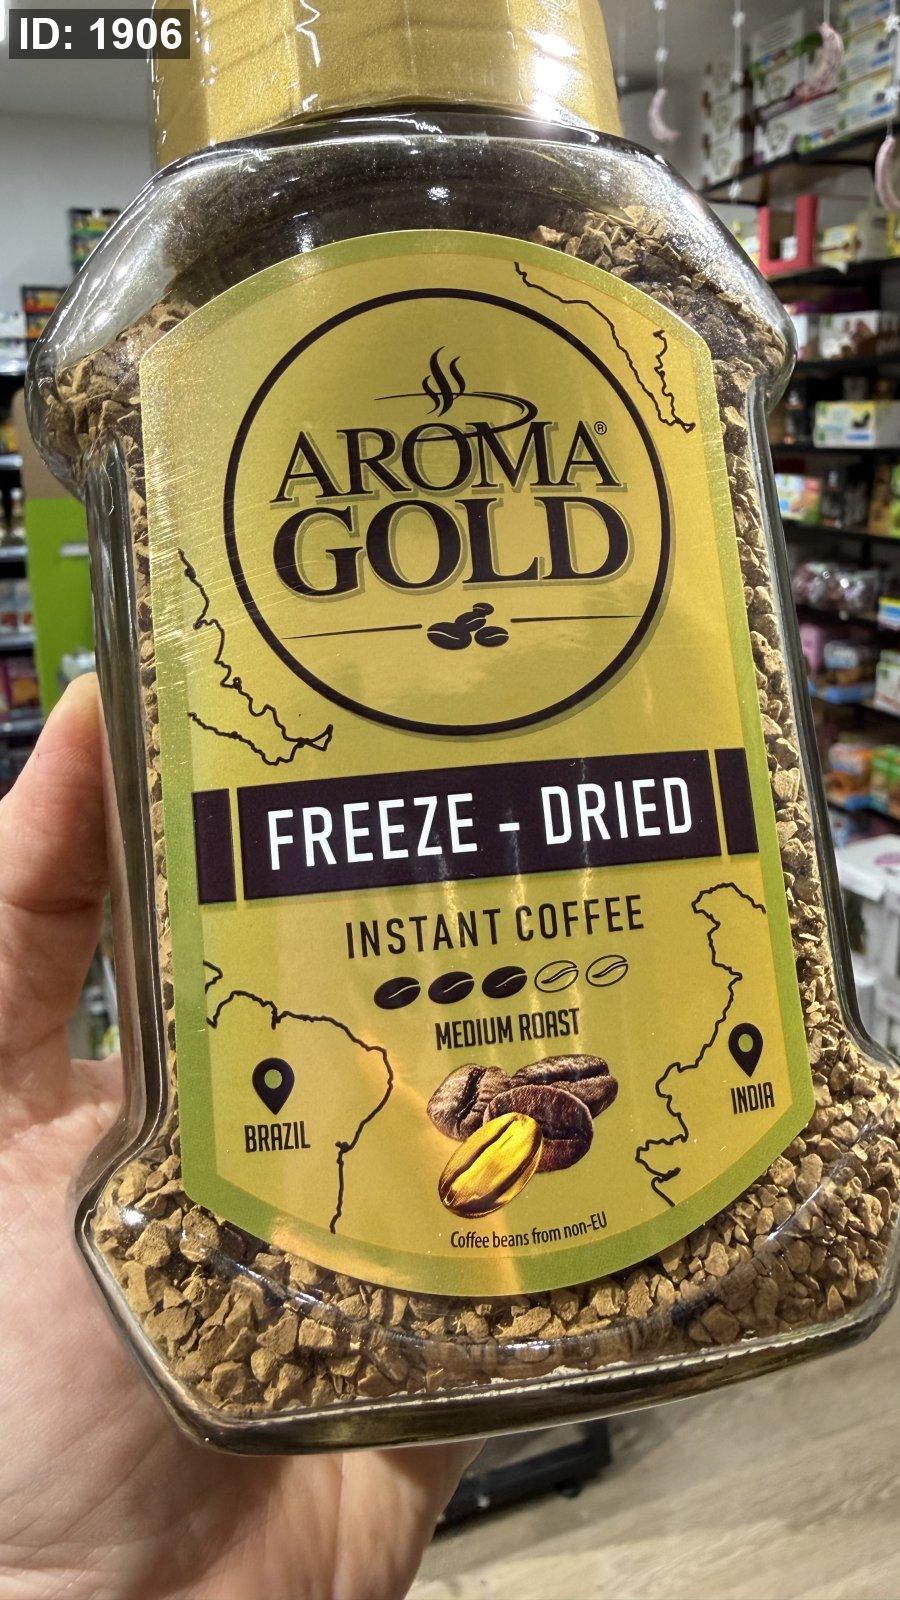 ID: 1906
AROMA®
GOLD
FREEZE - DRIED
INSTANT COFFEE
MEDIUM ROAST
BRAZIL
INDIA
Coffee beans from non-EU